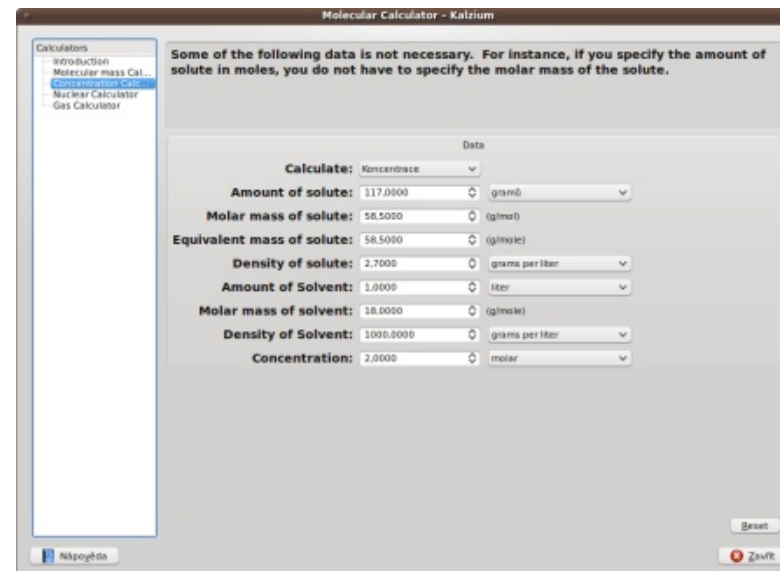 Molecular Calculator - Kalzium
Calculators
Introduction
Molecular mass Cal...
Concentration Calc...
Nuclear Calculator
Gas Calculator
Some of the following data is not necessary. For instance, if you specify the amount of
solute in moles, you do not have to specify the molar mass of the solute.
Data
Calculate: Koncentrace
Amount of solute: 117,0000 gramů
Molar mass of solute: 58,5000 (g/mol)
Equivalent mass of solute: 58,5000 (g/mole)
Density of solute: 2,7000 grams per liter
Amount of Solvent: 1,0000 liter
Molar mass of solvent: 18,0000 (g/mole)
Density of Solvent: 1000,0000 grams per liter
Concentration: 2,0000 molar
Reset
Nápověda
Zavřít